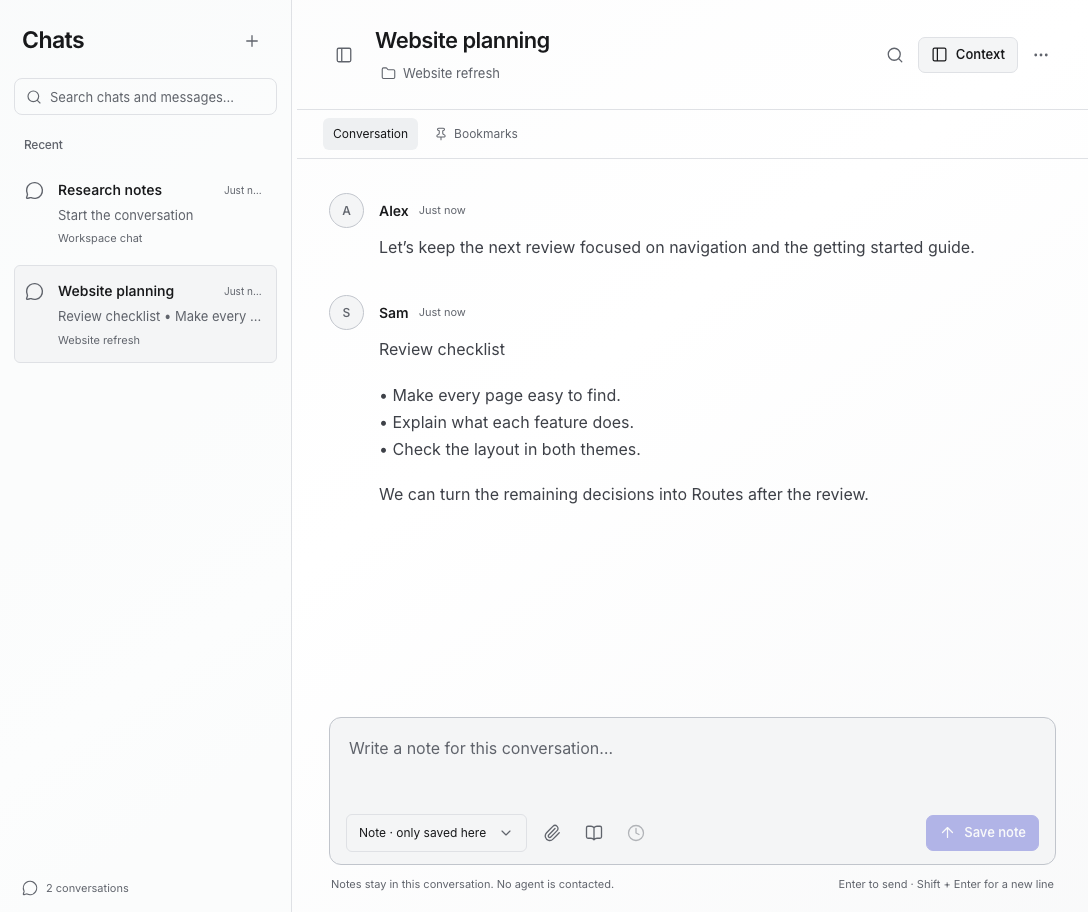 Chats
Search chats and messages...
Recent
Research notes
Just n...
Start the conversation
Workspace chat
Website planning
Just n...
Review checklist • Make every ...
Website refresh
2 conversations
Website planning
Website refresh
Context
Conversation
Bookmarks
A
Alex
Just now
Let’s keep the next review focused on navigation and the getting started guide.
S
Sam
Just now
Review checklist
• Make every page easy to find.
• Explain what each feature does.
• Check the layout in both themes.
We can turn the remaining decisions into Routes after the review.
Write a note for this conversation...
Note · only saved here
Save note
Notes stay in this conversation. No agent is contacted.
Enter to send · Shift + Enter for a new line